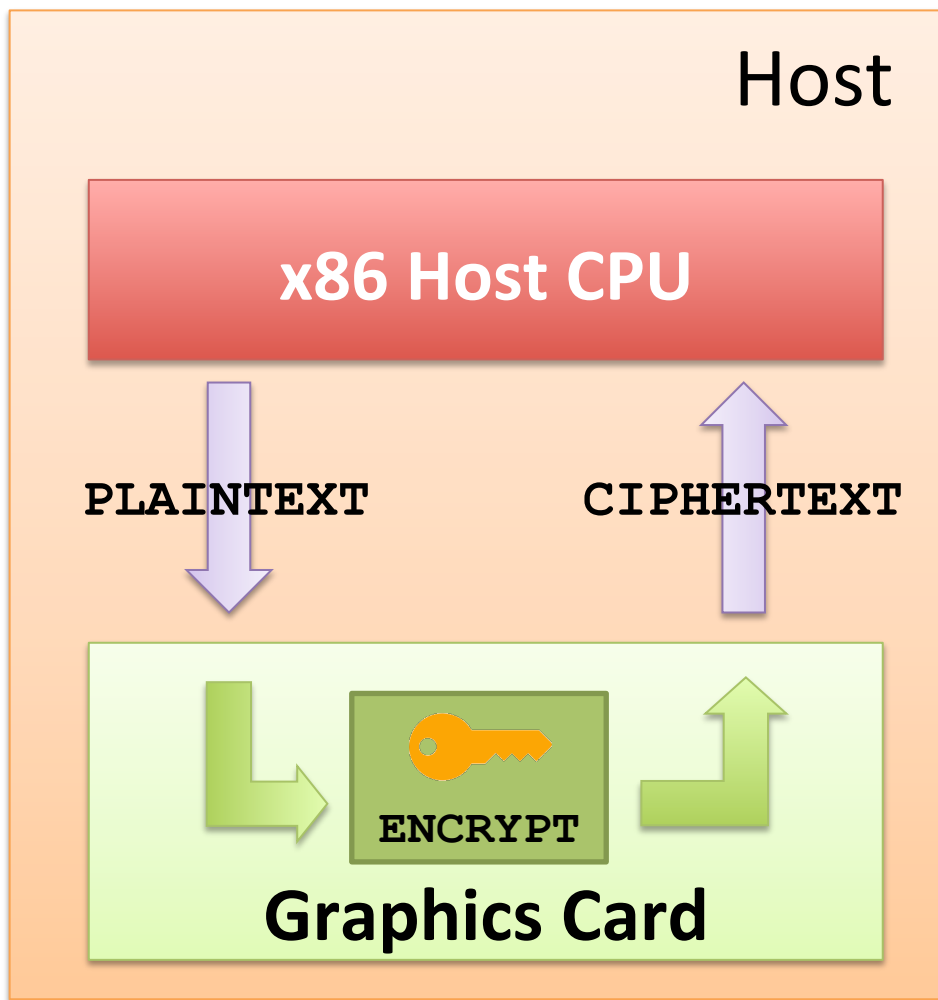 Host
x86 Host CPU
PLAINTEXT
CIPHERTEXT
ENCRYPT
Graphics Card